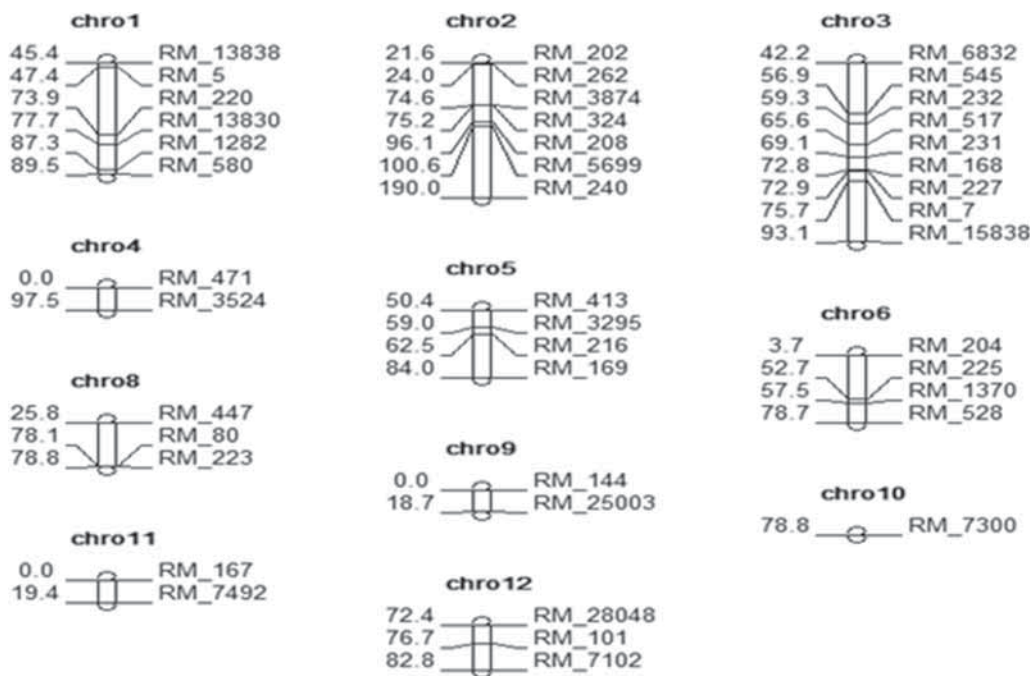 chro1
45.4 RM_13838
47.4 RM_5
73.9 RM_220
77.7 RM_13830
87.3 RM_1282
89.5 RM_580
chro2
21.6 RM_202
24.0 RM_262
74.6 RM_3874
75.2 RM_324
96.1 RM_208
100.6 RM_5699
190.0 RM_240
chro3
42.2 RM_6832
56.9 RM_545
59.3 RM_232
65.6 RM_517
69.1 RM_231
72.8 RM_168
72.9 RM_227
75.7 RM_7
93.1 RM_15838
chro4
0.0 RM_471
97.5 RM_3524
chro5
50.4 RM_413
59.0 RM_3295
62.5 RM_216
84.0 RM_169
chro6
3.7 RM_204
52.7 RM_225
57.5 RM_1370
78.7 RM_528
chro8
25.8 RM_447
78.1 RM_80
78.8 RM_223
chro9
0.0 RM_144
18.7 RM_25003
chro10
78.8 RM_7300
chro11
0.0 RM_167
19.4 RM_7492
chro12
72.4 RM_28048
76.7 RM_101
82.8 RM_7102